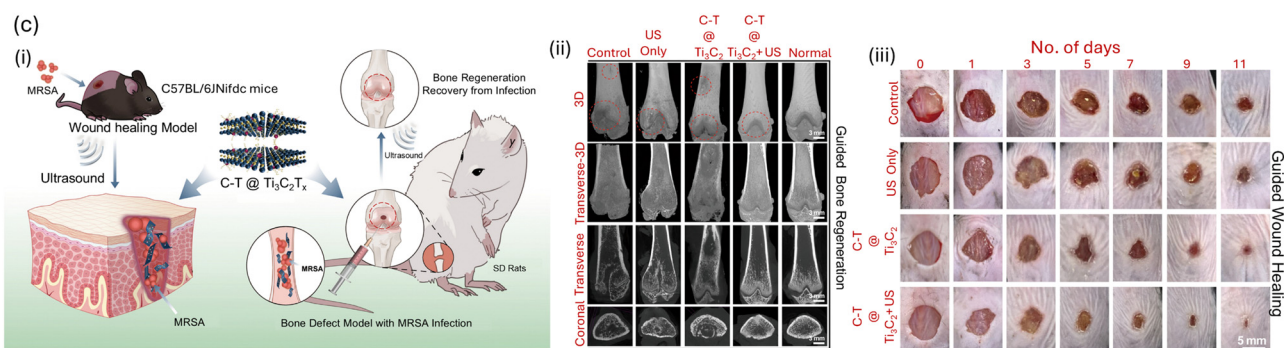 (c)
(i)
MRSA
C57BL/6JNifdc mice
Wound healing Model
Ultrasound
C-T @ Ti₃C₂Tₓ
MRSA
Bone Regeneration
Recovery from Infection
Ultrasound
MRSA
SD Rats
Bone Defect Model with MRSA Infection
(ii)
Control
US
Only
C-T
@
Ti₃C₂
C-T
@
Ti₃C₂+US
Normal
3D
3 mm
Transverse-3D
3 mm
Transverse
3 mm
Coronal
3 mm
Guided Bone Regeneration
(iii)
No. of days
0 1 3 5 7 9 11
Control
US Only
C-T
@
Ti₃C₂
C-T
@
Ti₃C₂+US
5 mm
Guided Wound Healing